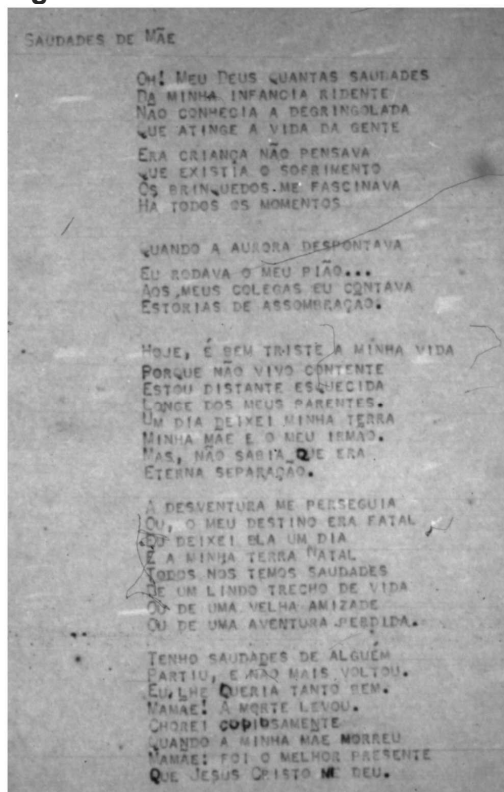 SAUDADES DE MÃE
OH! MEU DEUS QUANTAS SAUDADES
DA MINHA INFANCIA RIDENTE
NÃO CONHECIA A DEGRINGOLADA
QUE ATINGE A VIDA DA GENTE
ERA CRIANÇA NÃO PENSAVA
QUE EXISTIA O SOFRIMENTO
OS BRINQUEDOS ME FASCINAVA
HA TODOS OS MOMENTOS
QUANDO A AURORA DESPONTAVA
EU RODAVA O MEU PIÃO...
AOS MEUS COLEGAS EU CONTAVA
ESTORIAS DE ASSOMBRAÇÃO.
HOJE, É BEM TRISTE A MINHA VIDA
PORQUE NÃO VIVO CONTENTE
ESTOU DISTANTE ESQUECIDA
LONGE DOS MEUS PARENTES.
UM DIA DEIXEI MINHA TERRA
MINHA MÃE E O MEU IRMÃO.
MAS, NÃO SABIA QUE ERA
ETERNA SEPARAÇÃO.
A DESVENTURA ME PERSEGUIA
OU, O MEU DESTINO ERA FATAL
DEIXEI ELA UM DIA
A MINHA TERRA NATAL
TODOS NOS TEMOS SAUDADES
DE UM LINDO TRECHO DE VIDA
OU DE UMA VELHA AMIZADE
OU DE UMA AVENTURA PERDIDA.
TENHO SAUDADES DE ALGUÉM
PARTIU, E NÃO MAIS VOLTOU.
EU, LHE QUERIA TANTO BEM.
MAMÃE! A MORTE LEVOU.
CHOREI COPIOSAMENTE
QUANDO A MINHA MÃE MORREU
MAMÃE! FOI O MELHOR PRESENTE
QUE JESUS CRISTO ME DEU.